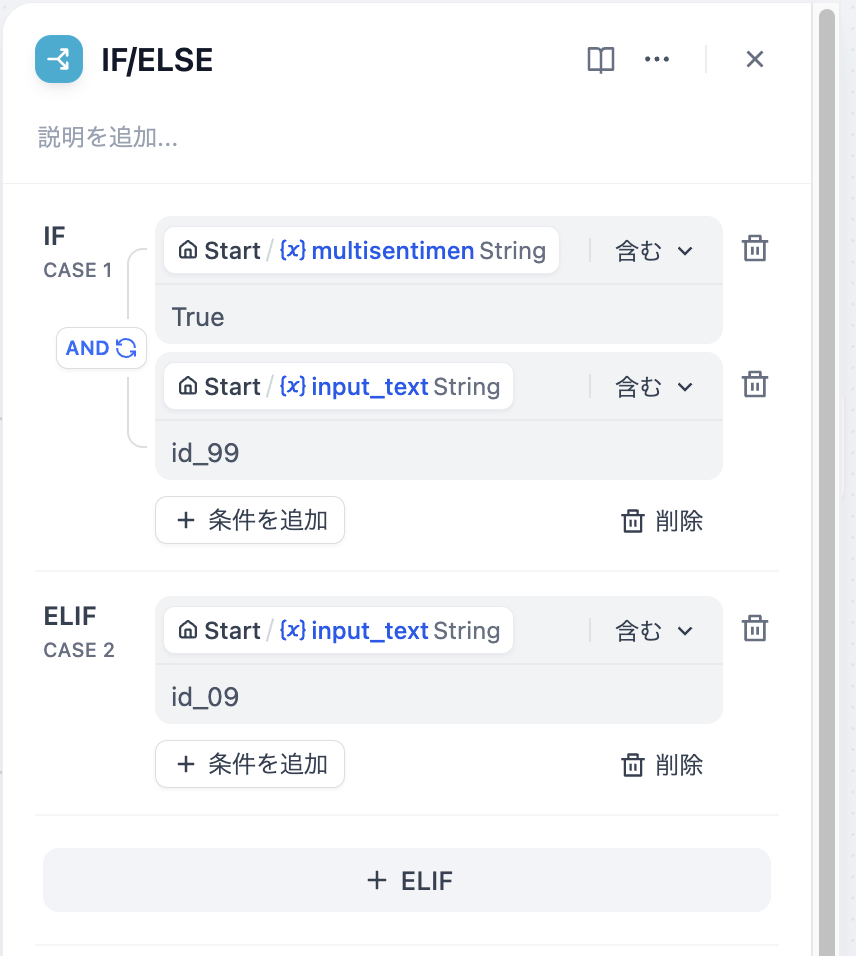 IF/ELSE
説明を追加...
IF
CASE 1
Start / {x} multisentimen String 含む
True
AND
Start / {x} input_text String 含む
id_99
+ 条件を追加 削除
ELIF
CASE 2
Start / {x} input_text String 含む
id_09
+ 条件を追加 削除
+ ELIF